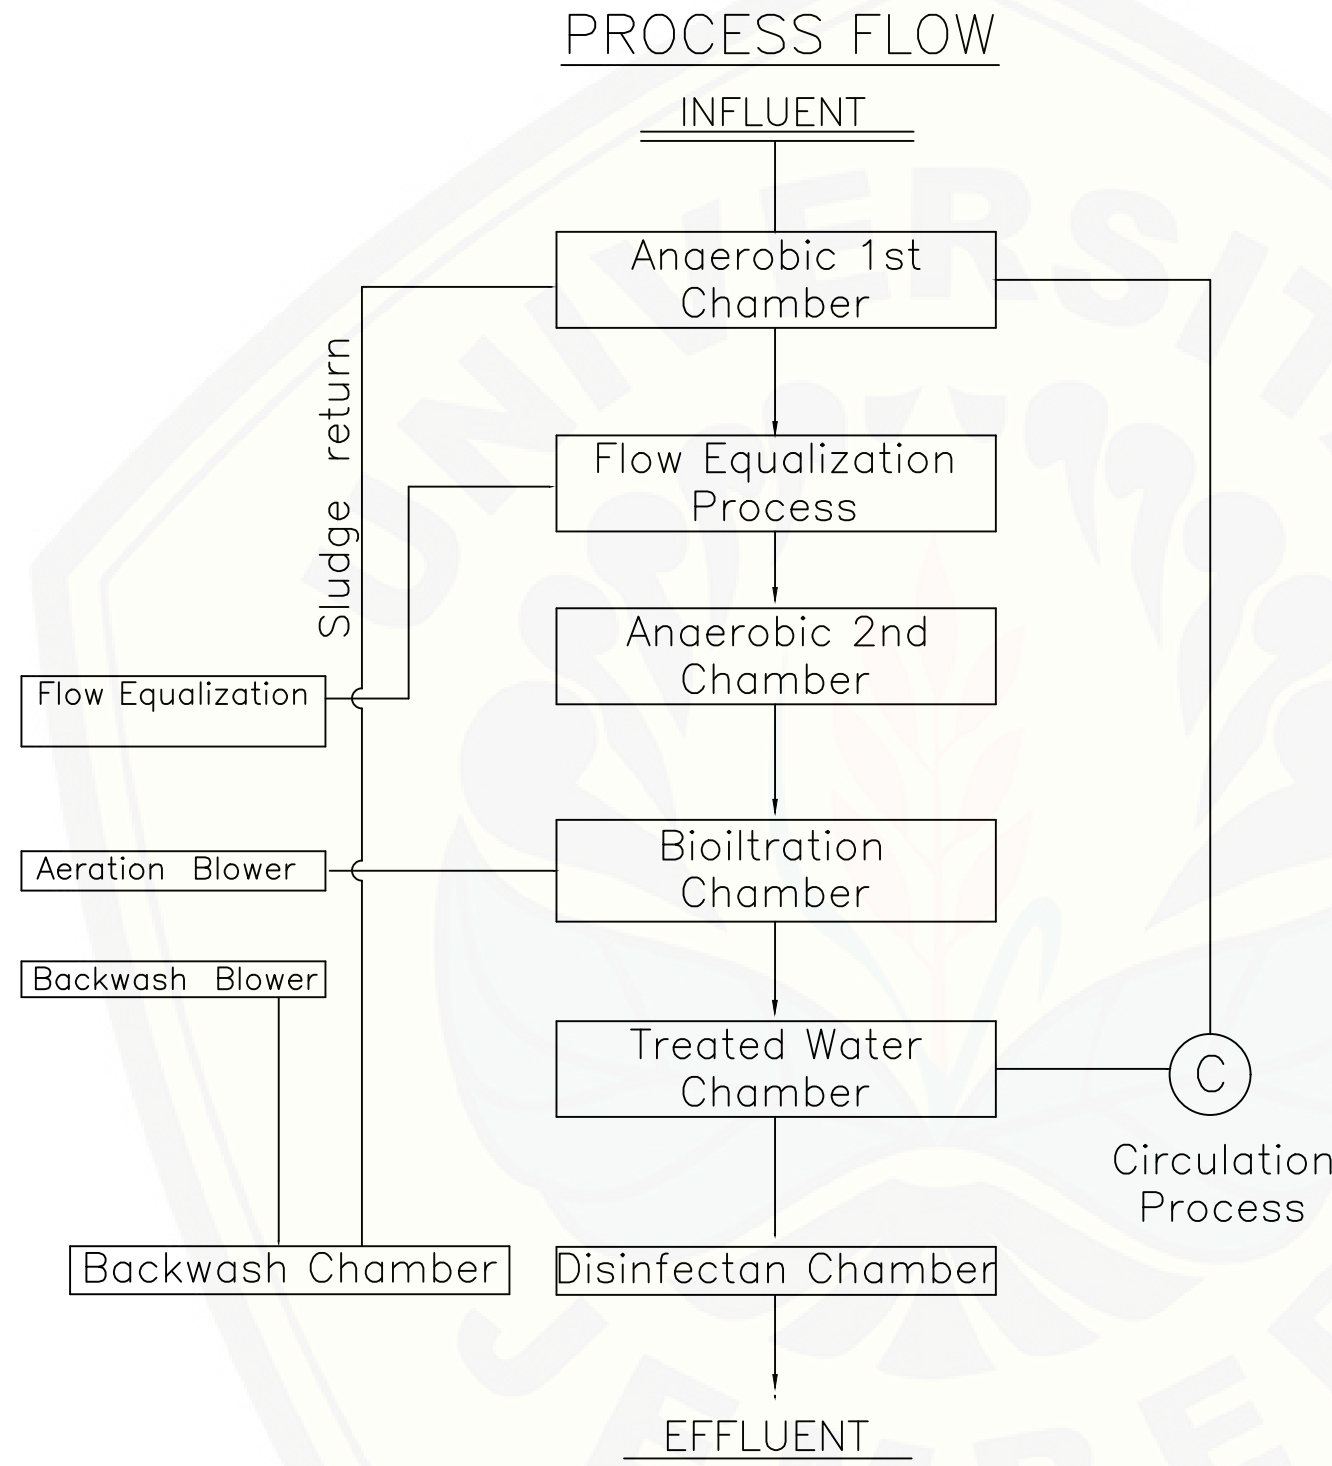 PROCESS FLOW
INFLUENT
Anaerobic 1st
Chamber
Sludge return
Flow Equalization
Process
Anaerobic 2nd
Chamber
Flow Equalization
Bioiltration
Chamber
Aeration Blower
Backwash Blower
Treated Water
Chamber
C
Circulation
Process
Backwash Chamber
Disinfectan Chamber
EFFLUENT